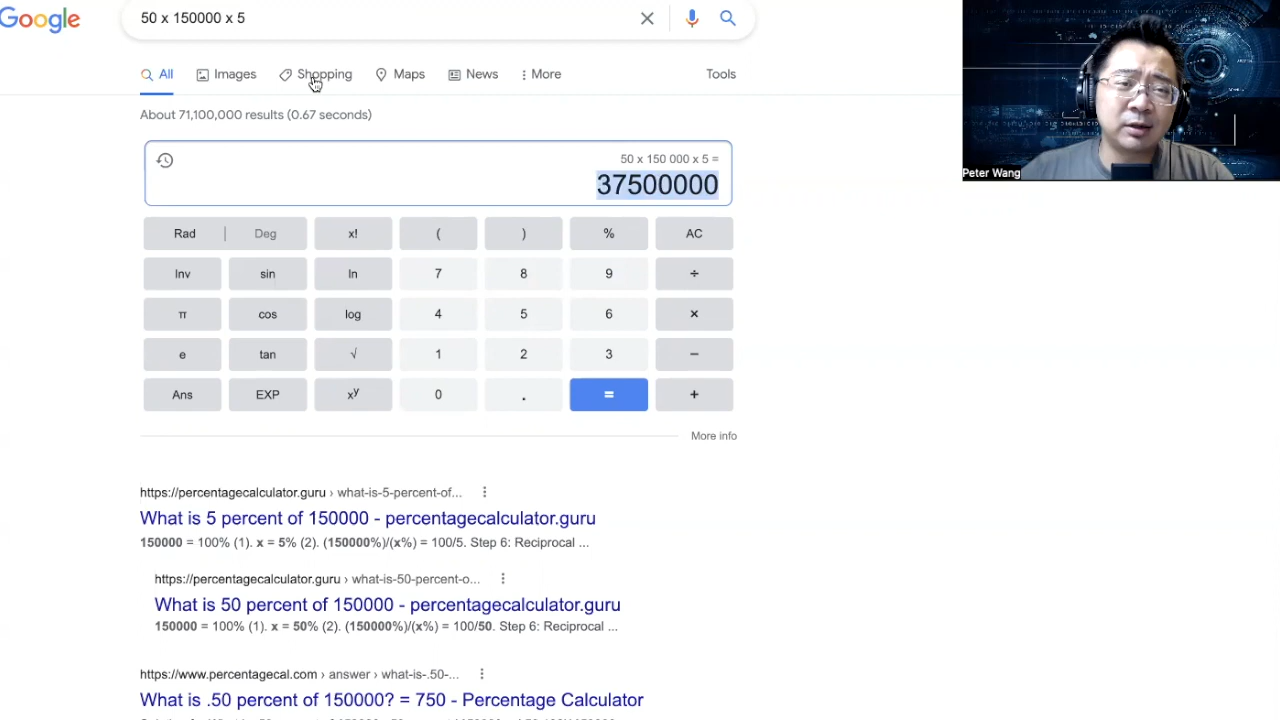 Google
50 x 150000 x 5
All Images Shopping Maps News More Tools
About 71,100,000 results (0.67 seconds)
50 x 150 000 x 5 =
37500000
Rad Deg x! ( ) % AC
Inv sin ln 7 8 9 ÷
π cos log 4 5 6 ×
e tan √ 1 2 3 −
Ans EXP xʸ 0 . = +
More info
https://percentagecalculator.guru › what-is-5-percent-of...
What is 5 percent of 150000 - percentagecalculator.guru
150000 = 100% (1). x = 5% (2). (150000%)/(x%) = 100/5. Step 6: Reciprocal ...
https://percentagecalculator.guru › what-is-50-percent-o...
What is 50 percent of 150000 - percentagecalculator.guru
150000 = 100% (1). x = 50% (2). (150000%)/(x%) = 100/50. Step 6: Reciprocal ...
https://www.percentagecal.com › answer › what-is-.50-...
What is .50 percent of 150000? = 750 - Percentage Calculator
Peter Wang